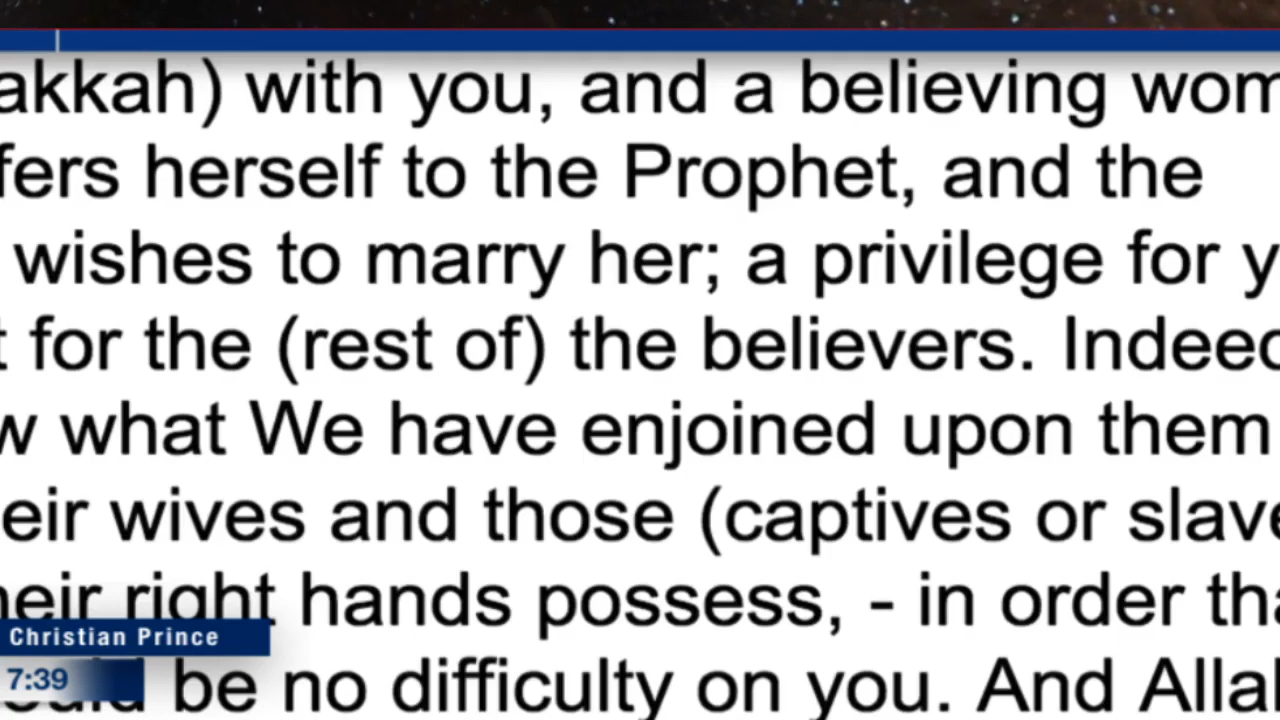 akkah) with you, and a believing wom
fers herself to the Prophet, and the
wishes to marry her; a privilege for y
t for the (rest of) the believers. Indeed
w what We have enjoined upon them
eir wives and those (captives or slave
heir right hands possess, - in order tha
Christian Prince
7:39
ould be no difficulty on you. And Allah